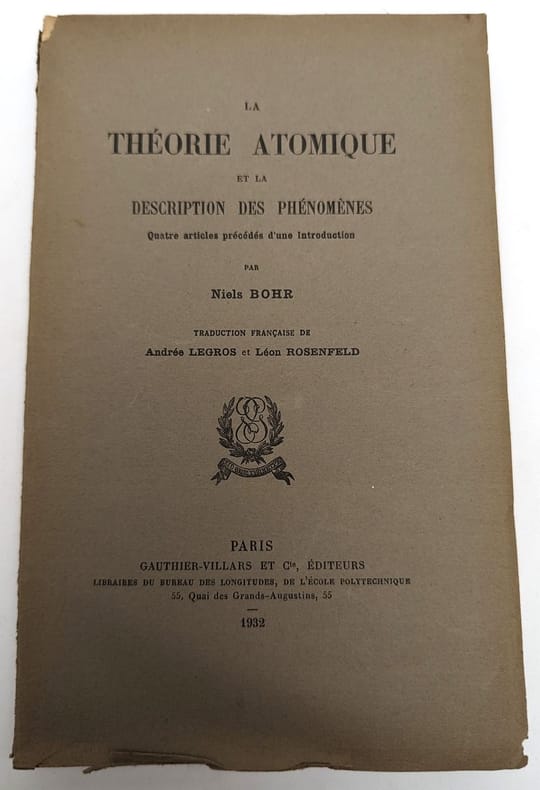 LA
THÉORIE ATOMIQUE
ET LA
DESCRIPTION DES PHÉNOMÈNES
Quatre articles précédés d'une Introduction
PAR
Niels BOHR
TRADUCTION FRANÇAISE DE
Andrée LEGROS et Léon ROSENFELD
PARIS
GAUTHIER-VILLARS ET Cie, ÉDITEURS
LIBRAIRES DU BUREAU DES LONGITUDES, DE L'ÉCOLE POLYTECHNIQUE
55, Quai des Grands-Augustins, 55
1932